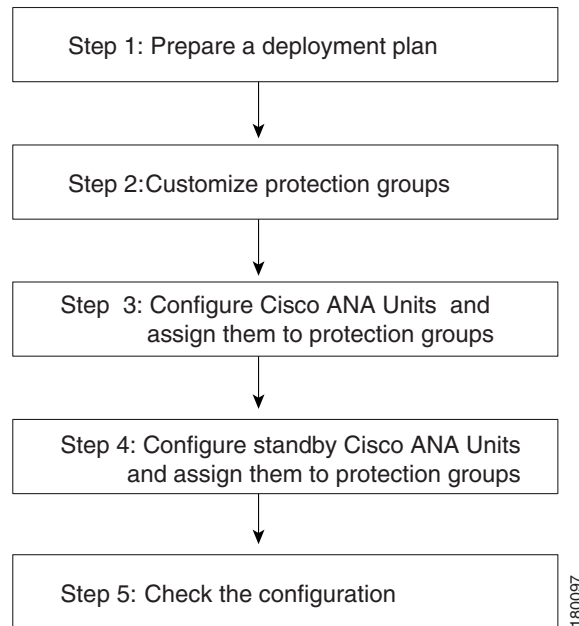 Step 1: Prepare a deployment plan
Step 2:Customize protection groups
Step 3: Configure Cisco ANA Units and
assign them to protection groups
Step 4: Configure standby Cisco ANA Units
and assign them to protection groups
Step 5: Check the configuration
180097